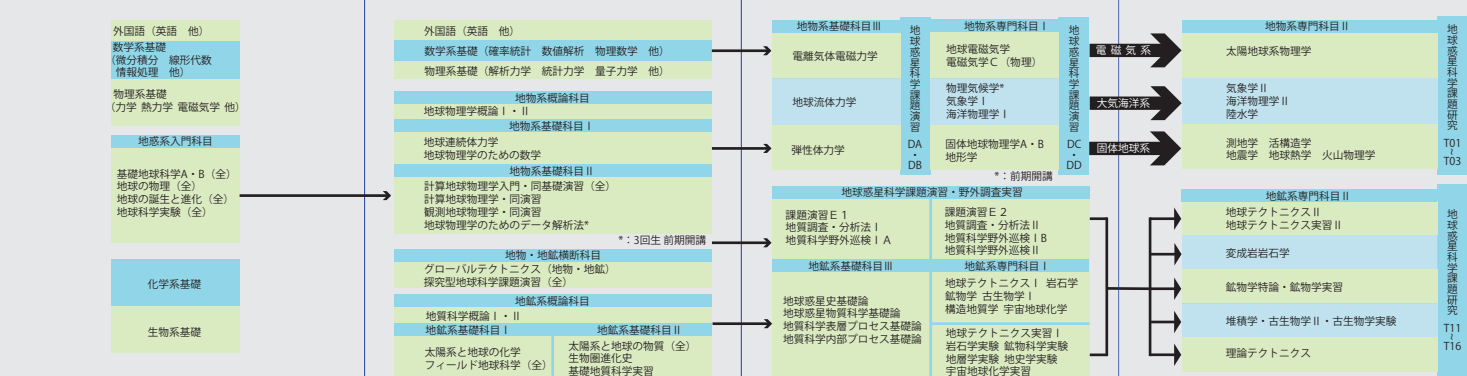 外国語（英語　他）
数学系基礎
（微分積分　線形代数
情報処理　他）
物理系基礎
（力学 熱力学 電磁気学 他）
地惑系入門科目
基礎地球科学A・B（全）
地球の物理（全）
地球の誕生と進化（全）
地球科学実験（全）
化学系基礎
生物系基礎
外国語（英語　他）
数学系基礎（確率統計　数値解析　物理数学　他）
物理系基礎（解析力学　統計力学　量子力学　他）
地物系概論科目
地球物理学概論Ⅰ・Ⅱ
地物系基礎科目Ⅰ
地球連続体力学
地球物理学のための数学
地物系基礎科目Ⅱ
計算地球物理学入門・同基礎演習（全）
計算地球物理学・同演習
観測地球物理学・同演習
地球物理学のためのデータ解析法*
*：3回生 前期開講
地物・地鉱横断科目
グローバルテクトニクス（地物・地鉱）
探究型地球科学課題演習（全）
地鉱系概論科目
地質科学概論Ⅰ・Ⅱ
地鉱系基礎科目Ⅰ
太陽系と地球の化学
フィールド地球科学（全）
地鉱系基礎科目Ⅱ
太陽系と地球の物質（全）
生物圏進化史
基礎地質科学実習
地物系基礎科目Ⅲ
電離気体電磁力学
地球流体力学
弾性体力学
地球惑星科学課題演習
DA
・
DB
地物系専門科目Ⅰ
地球電磁気学
電磁気学C（物理）
物理気候学*
気象学Ⅰ
海洋物理学Ⅰ
固体地球物理学A・B
地形学
地球惑星科学課題演習
DC
・
DD
*：前期開講
電磁気系
大気海洋系
固体地球系
地球惑星科学課題演習・野外調査実習
課題演習Ｅ１
地質調査・分析法Ⅰ
地質科学野外巡検ⅠA
課題演習Ｅ２
地質調査・分析法Ⅱ
地質科学野外巡検ⅠB
地質科学野外巡検Ⅱ
地鉱系基礎科目Ⅲ
地球惑星史基礎論
地球惑星物質科学基礎論
地質科学表層プロセス基礎論
地質科学内部プロセス基礎論
地鉱系専門科目Ⅰ
地球テクトニクスⅠ 岩石学
鉱物学 古生物学Ⅰ
構造地質学 宇宙地球化学
地球テクトニクス実習Ⅰ
岩石学実験 鉱物科学実験
地層学実験 地史学実験
宇宙地球化学実習
地物系専門科目Ⅱ
太陽地球系物理学
気象学Ⅱ
海洋物理学Ⅱ
陸水学
測地学　活構造学
地震学　地球熱学　火山物理学
地球惑星科学課題研究
T01
～
T03
地鉱系専門科目Ⅱ
地球テクトニクスⅡ
地球テクトニクス実習Ⅱ
変成岩岩石学
鉱物学特論・鉱物学実習
堆積学・古生物学Ⅱ・古生物学実験
理論テクトニクス
地球惑星科学課題研究
T11
～
T16